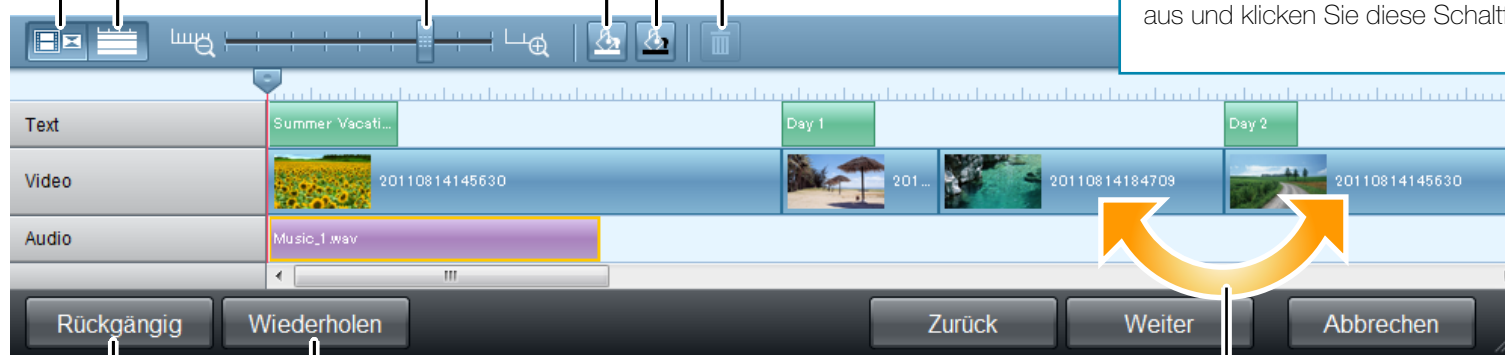 aus und klicken Sie diese
Text
Summer Vacati...
Day 1
Day 2
Video
20110814145630
201...
20110814184709
20110814145630
Audio
Music_1.wav
Rückgängig
Wiederholen
Zurück
Weiter
Abbrechen